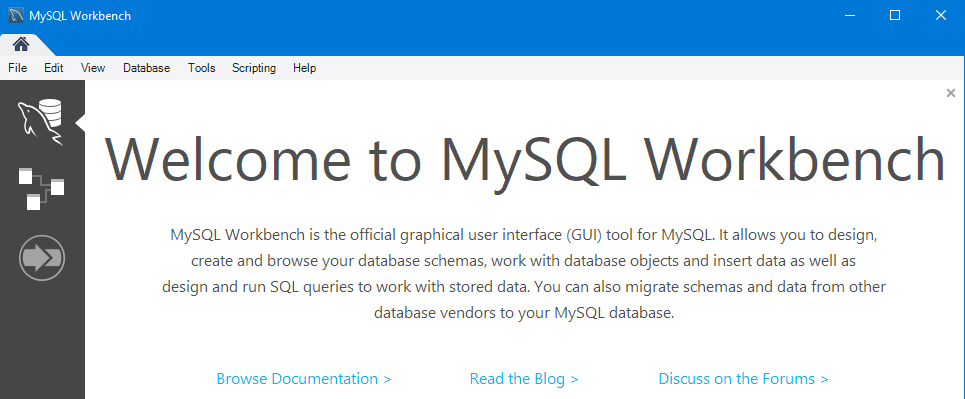 MySQL Workbench
File Edit View Database Tools Scripting Help
Welcome to MySQL Workbench
MySQL Workbench is the official graphical user interface (GUI) tool for MySQL. It allows you to design,
create and browse your database schemas, work with database objects and insert data as well as
design and run SQL queries to work with stored data. You can also migrate schemas and data from other
database vendors to your MySQL database.
Browse Documentation > Read the Blog > Discuss on the Forums >